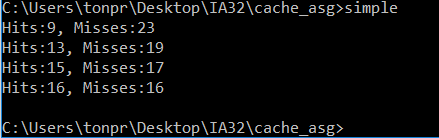 C:\Users\tonpr\Desktop\IA32\cache_asg>simple
Hits:9, Misses:23
Hits:13, Misses:19
Hits:15, Misses:17
Hits:16, Misses:16
C:\Users\tonpr\Desktop\IA32\cache_asg>